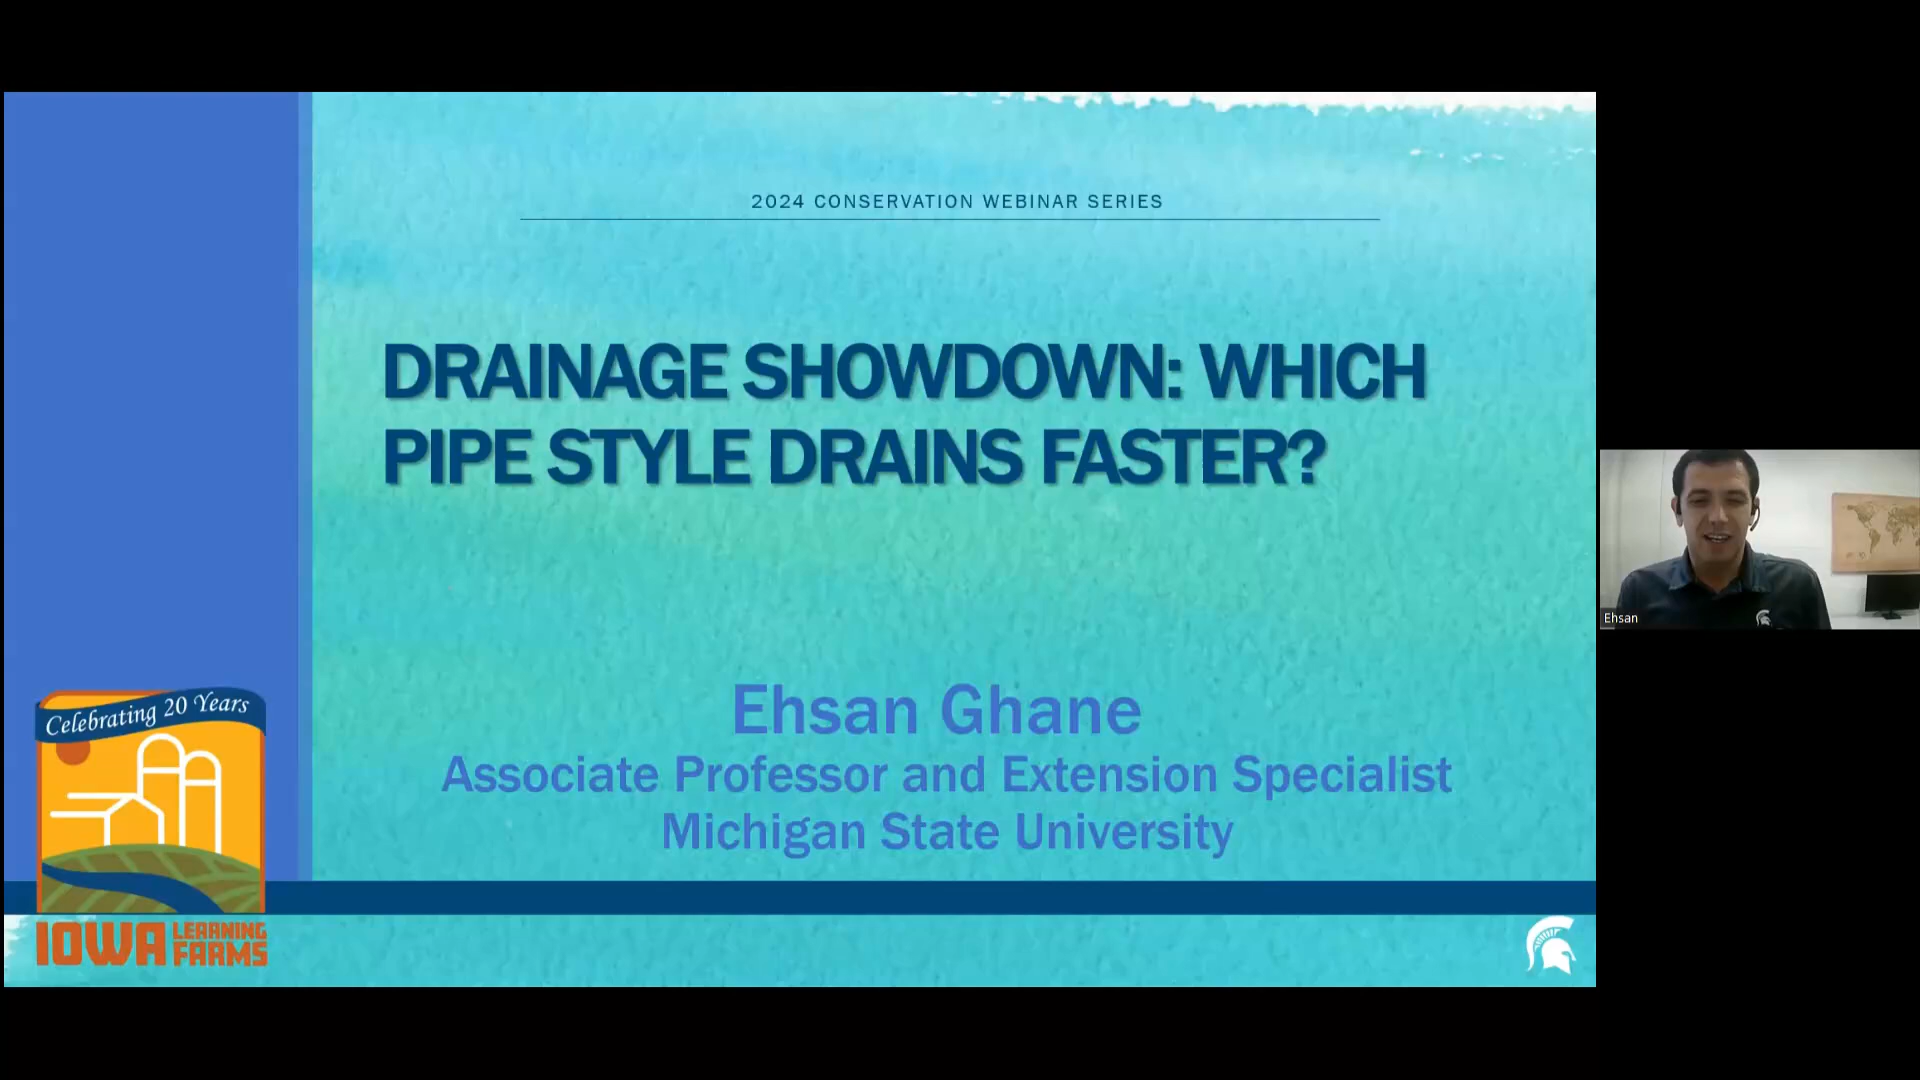 2024 CONSERVATION WEBINAR SERIES
DRAINAGE SHOWDOWN: WHICH
PIPE STYLE DRAINS FASTER?
Ehsan Ghane
Associate Professor and Extension Specialist
Michigan State University
Celebrating 20 Years
IOWA LEARNING FARMS
Ehsan